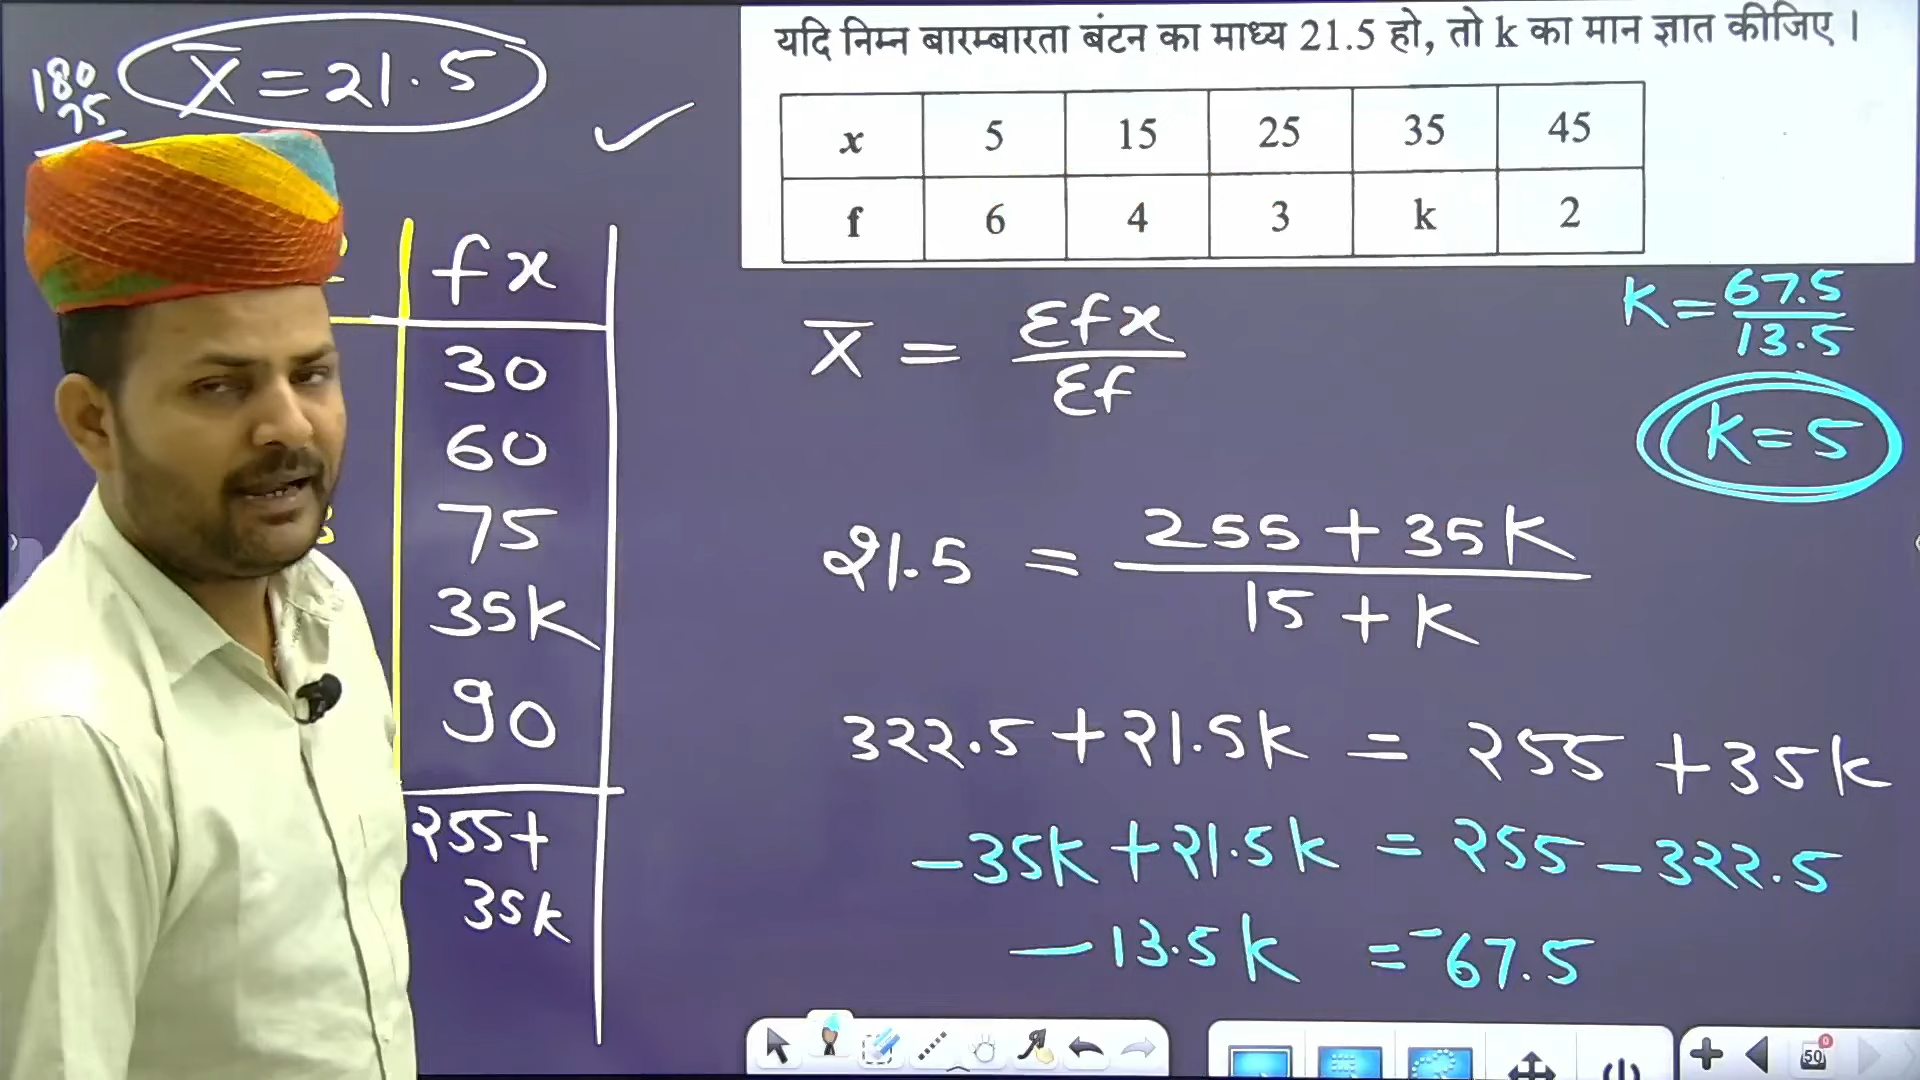 180
75
x̄ = 21.5
यदि निम्न बारम्बारता बंटन का माध्य 21.5 हो, तो k का मान ज्ञात कीजिए ।
x 5 15 25 35 45
f 6 4 3 k 2
fx
30
60
75
35k
90
255+
35k
x̄ = Σfx / Σf
21.5 = 255 + 35k / 15 + k
322.5 + 21.5k = 255 + 35k
-35k + 21.5k = 255 - 322.5
-13.5k = -67.5
k = 67.5 / 13.5
k = 5
50
0